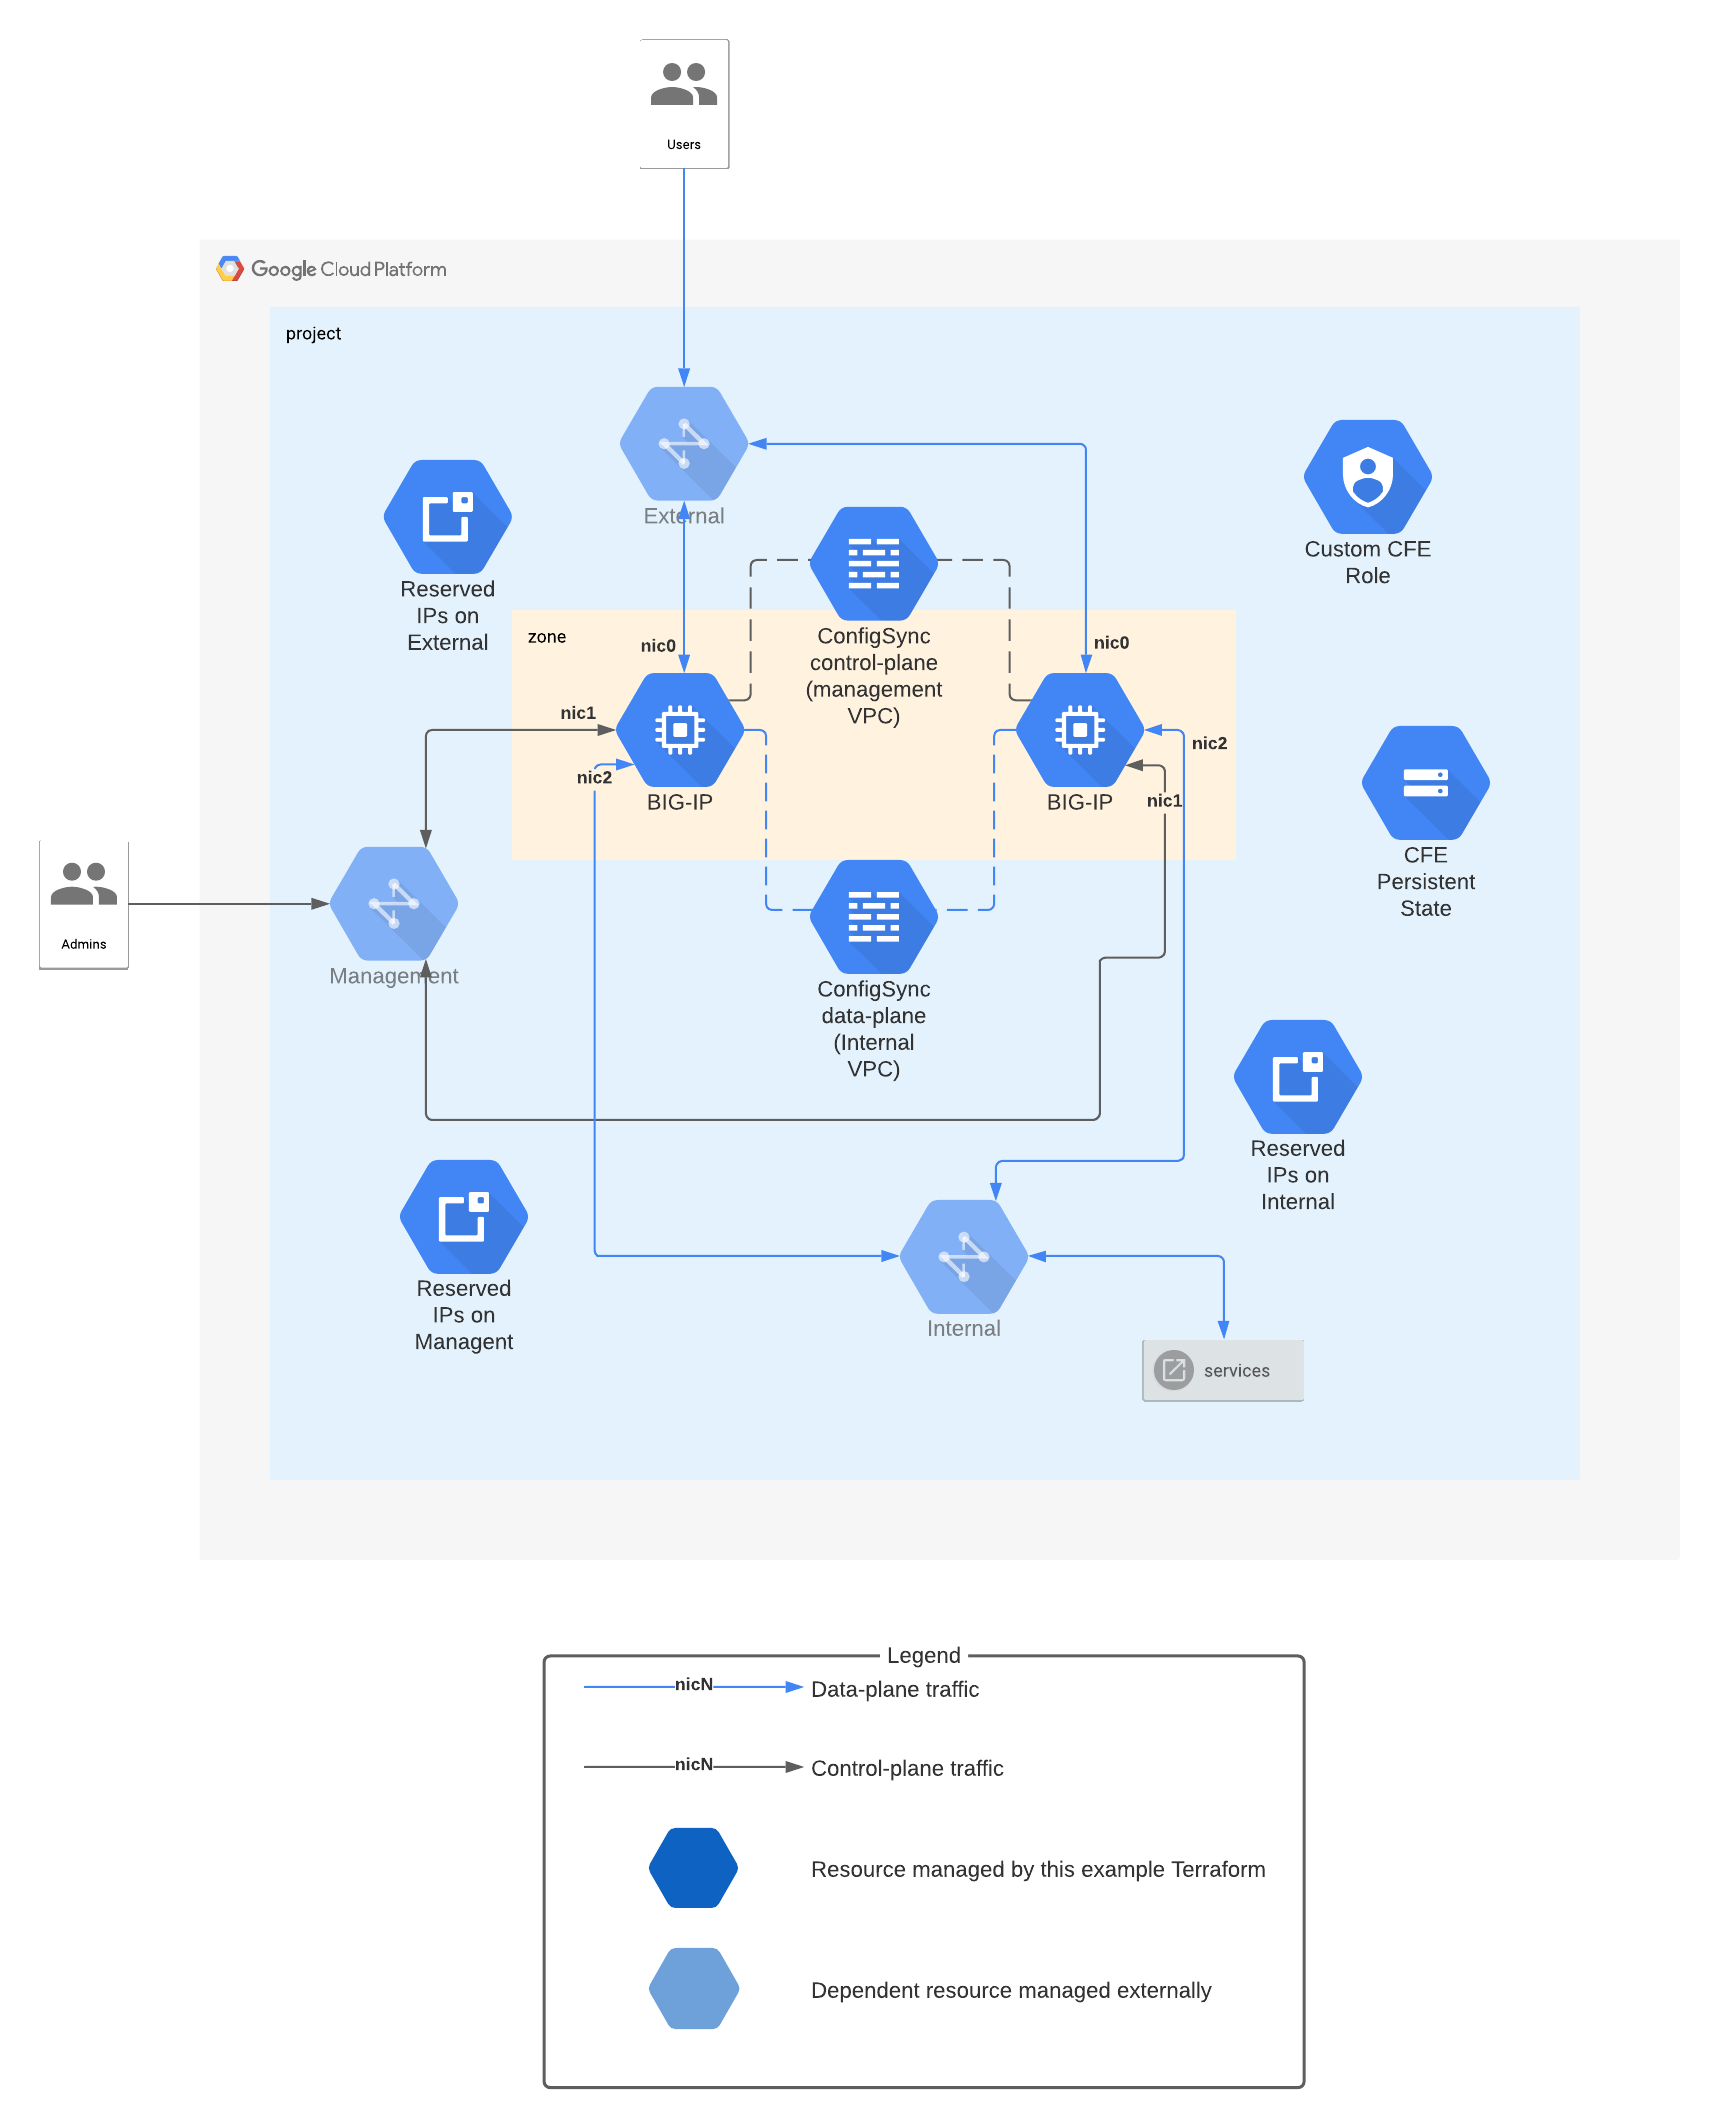 Users
Google Cloud Platform
project
External
Reserved
IPs on
External
Custom CFE
Role
zone
nic0
ConfigSync
control-plane
(management
VPC)
nic0
nic1
nic2
BIG-IP
BIG-IP
nic2
nic1
CFE
Persistent
State
Admins
Management
ConfigSync
data-plane
(Internal
VPC)
Reserved
IPs on
Internal
Reserved
IPs on
Managent
Internal
services
Legend
nicN
Data-plane traffic
nicN
Control-plane traffic
Resource managed by this example Terraform
Dependent resource managed externally